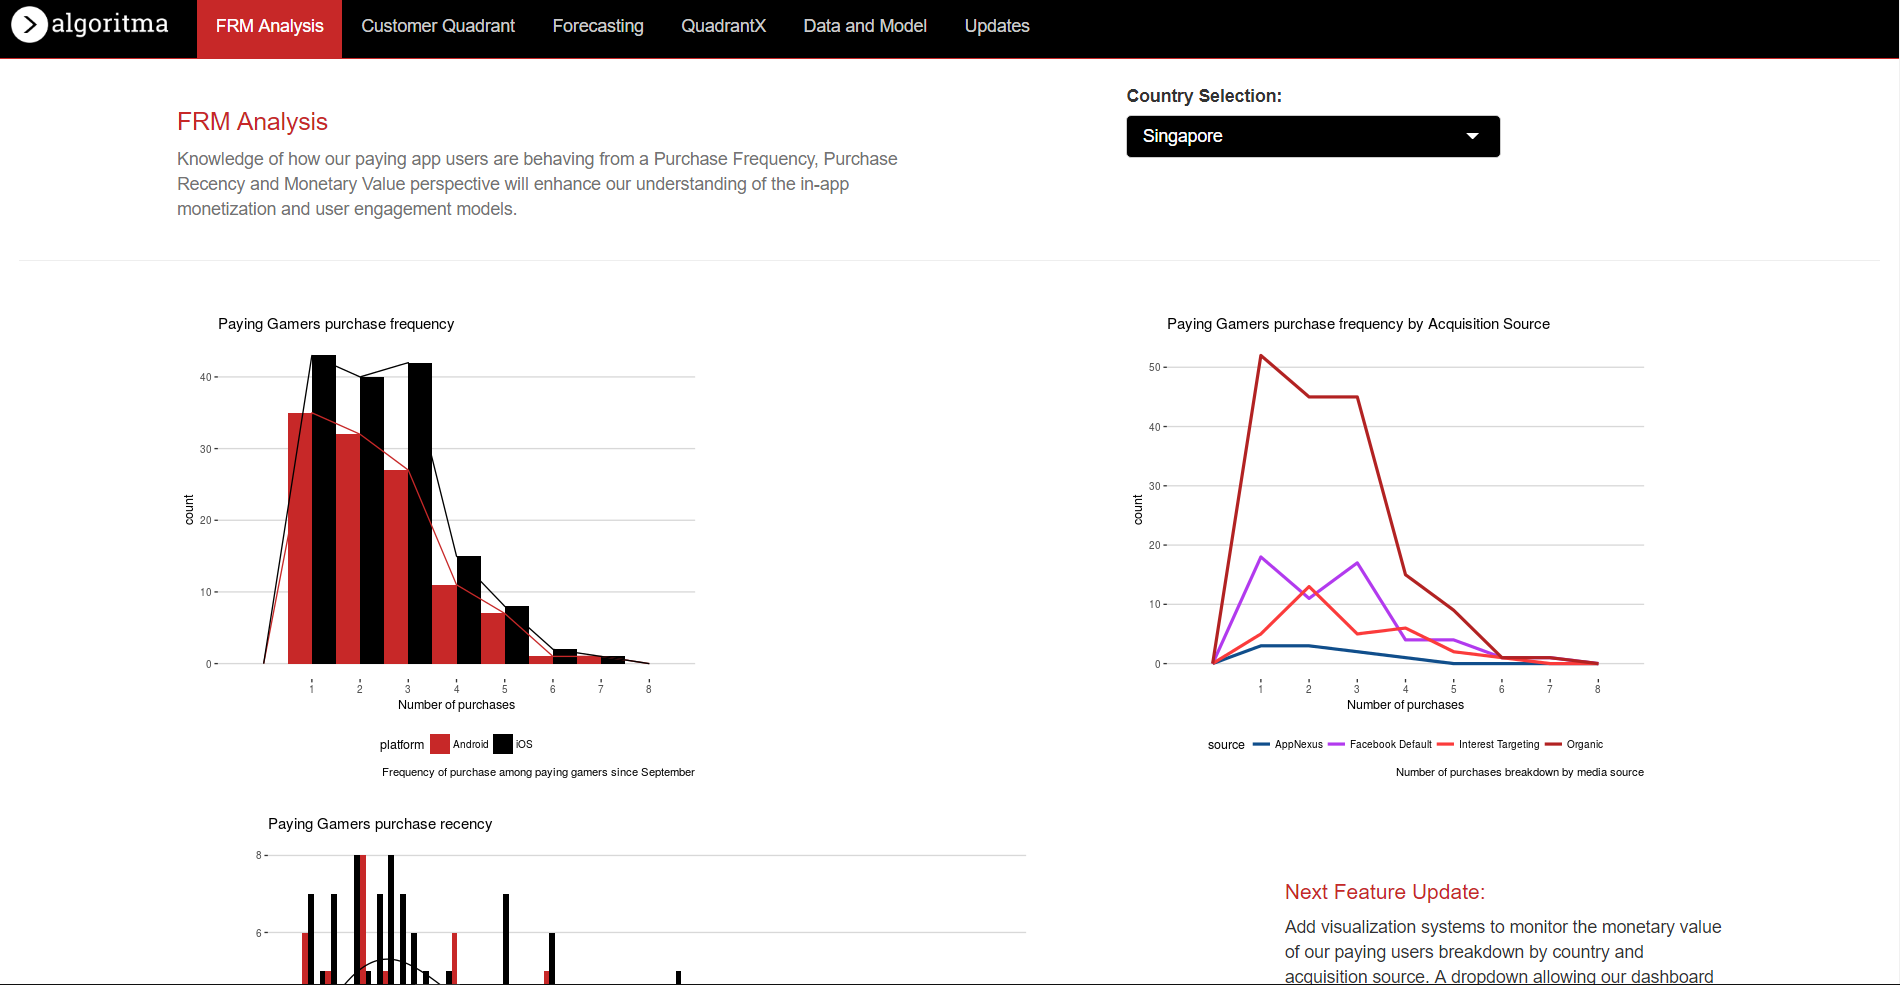 algoritma
FRM Analysis
Customer Quadrant
Forecasting
QuadrantX
Data and Model
Updates
Country Selection:
Singapore
FRM Analysis
Knowledge of how our paying app users are behaving from a Purchase Frequency, Purchase
Recency and Monetary Value perspective will enhance our understanding of the in-app
monetization and user engagement models.
Paying Gamers purchase frequency
40
30
20
10
0
count
1 2 3 4 5 6 7 8
Number of purchases
platform Android iOS
Frequency of purchase among paying gamers since September
Paying Gamers purchase frequency by Acquisition Source
50
40
30
20
10
0
count
1 2 3 4 5 6 7 8
Number of purchases
source AppNexus Facebook Default Interest Targeting Organic
Number of purchases breakdown by media source
Paying Gamers purchase recency
8
6
Next Feature Update:
Add visualization systems to monitor the monetary value
of our paying users breakdown by country and
acquisition source. A dropdown allowing our dashboard